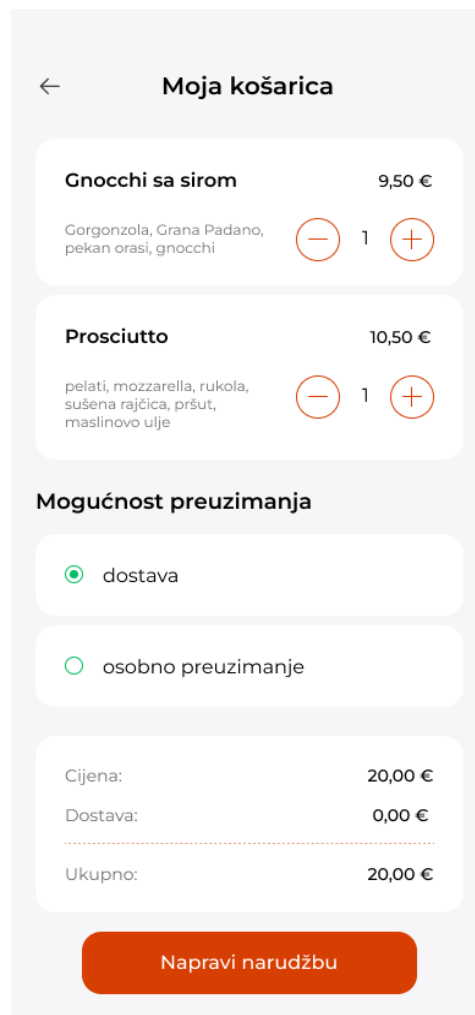 Moja košarica
Gnocchi sa sirom 9,50 €
Gorgonzola, Grana Padano,
pekan orasi, gnocchi
1
Prosciutto 10,50 €
pelati, mozzarella, rukola,
sušena rajčica, pršut,
maslinovo ulje
1
Mogućnost preuzimanja
dostava
osobno preuzimanje
Cijena: 20,00 €
Dostava: 0,00 €
Ukupno: 20,00 €
Napravi narudžbu